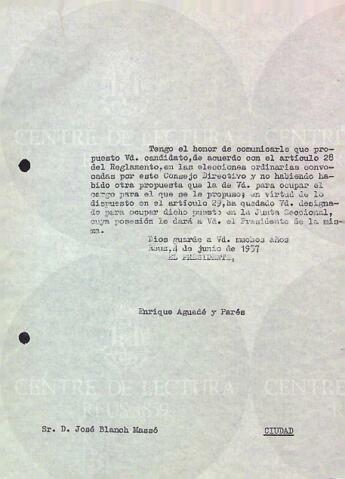 Tengo el honor de comunicarle que pro-
puesto Vd. candidato, de acuerdo con el artículo 28
del Reglamento, en las elecciones ordinarias convo-
cadas por este Consejo Directivo y no habiendo ha-
bido otra propuesta que la de Vd. para ocupar el
cargo para el que se le propuso; en virtud de lo
dispuesto en el artículo 29, ha quedado Vd. designa-
do para ocupar dicho puesto en la Junta Seccional,
cuya posesión le dará a Vd. el Presidente de la mis-
ma.
Dios guarde a Vd. muchos años
Reus, 4 de junio de 1957
EL PRESIDENTE,
Enrique Aguadé y Parés
CENTRE DE LECTURA
REUS 1859
Sr. D. José Blanch Massó
CIUDAD